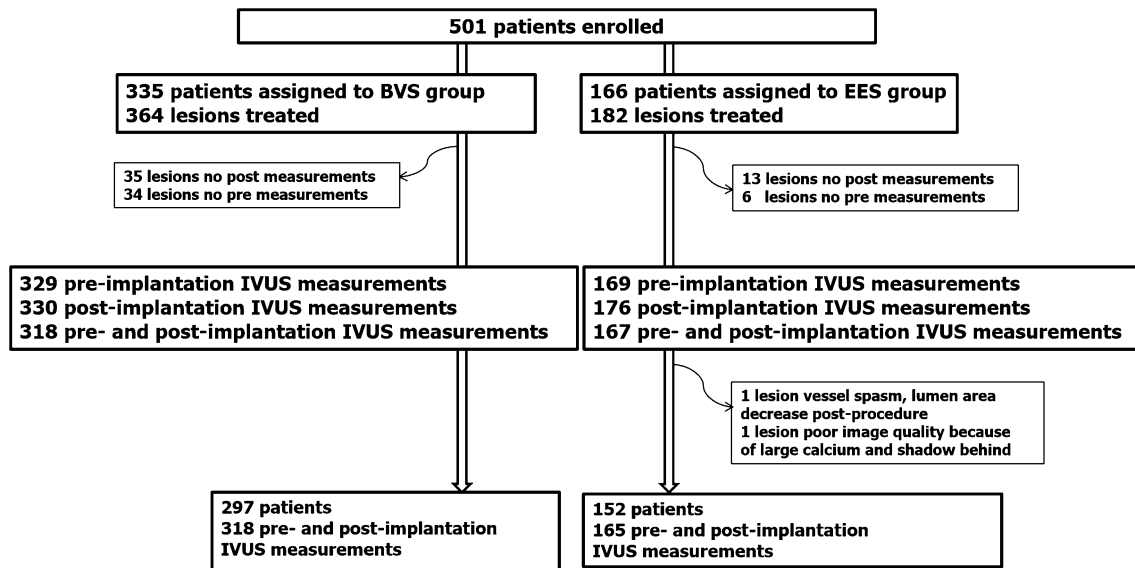 501 patients enrolled
335 patients assigned to BVS group
364 lesions treated
166 patients assigned to EES group
182 lesions treated
35 lesions no post measurements
34 lesions no pre measurements
13 lesions no post measurements
6 lesions no pre measurements
329 pre-implantation IVUS measurements
330 post-implantation IVUS measurements
318 pre- and post-implantation IVUS measurements
169 pre-implantation IVUS measurements
176 post-implantation IVUS measurements
167 pre- and post-implantation IVUS measurements
1 lesion vessel spasm, lumen area
decrease post-procedure
1 lesion poor image quality because
of large calcium and shadow behind
297 patients
318 pre- and post-implantation
IVUS measurements
152 patients
165 pre- and post-implantation
IVUS measurements